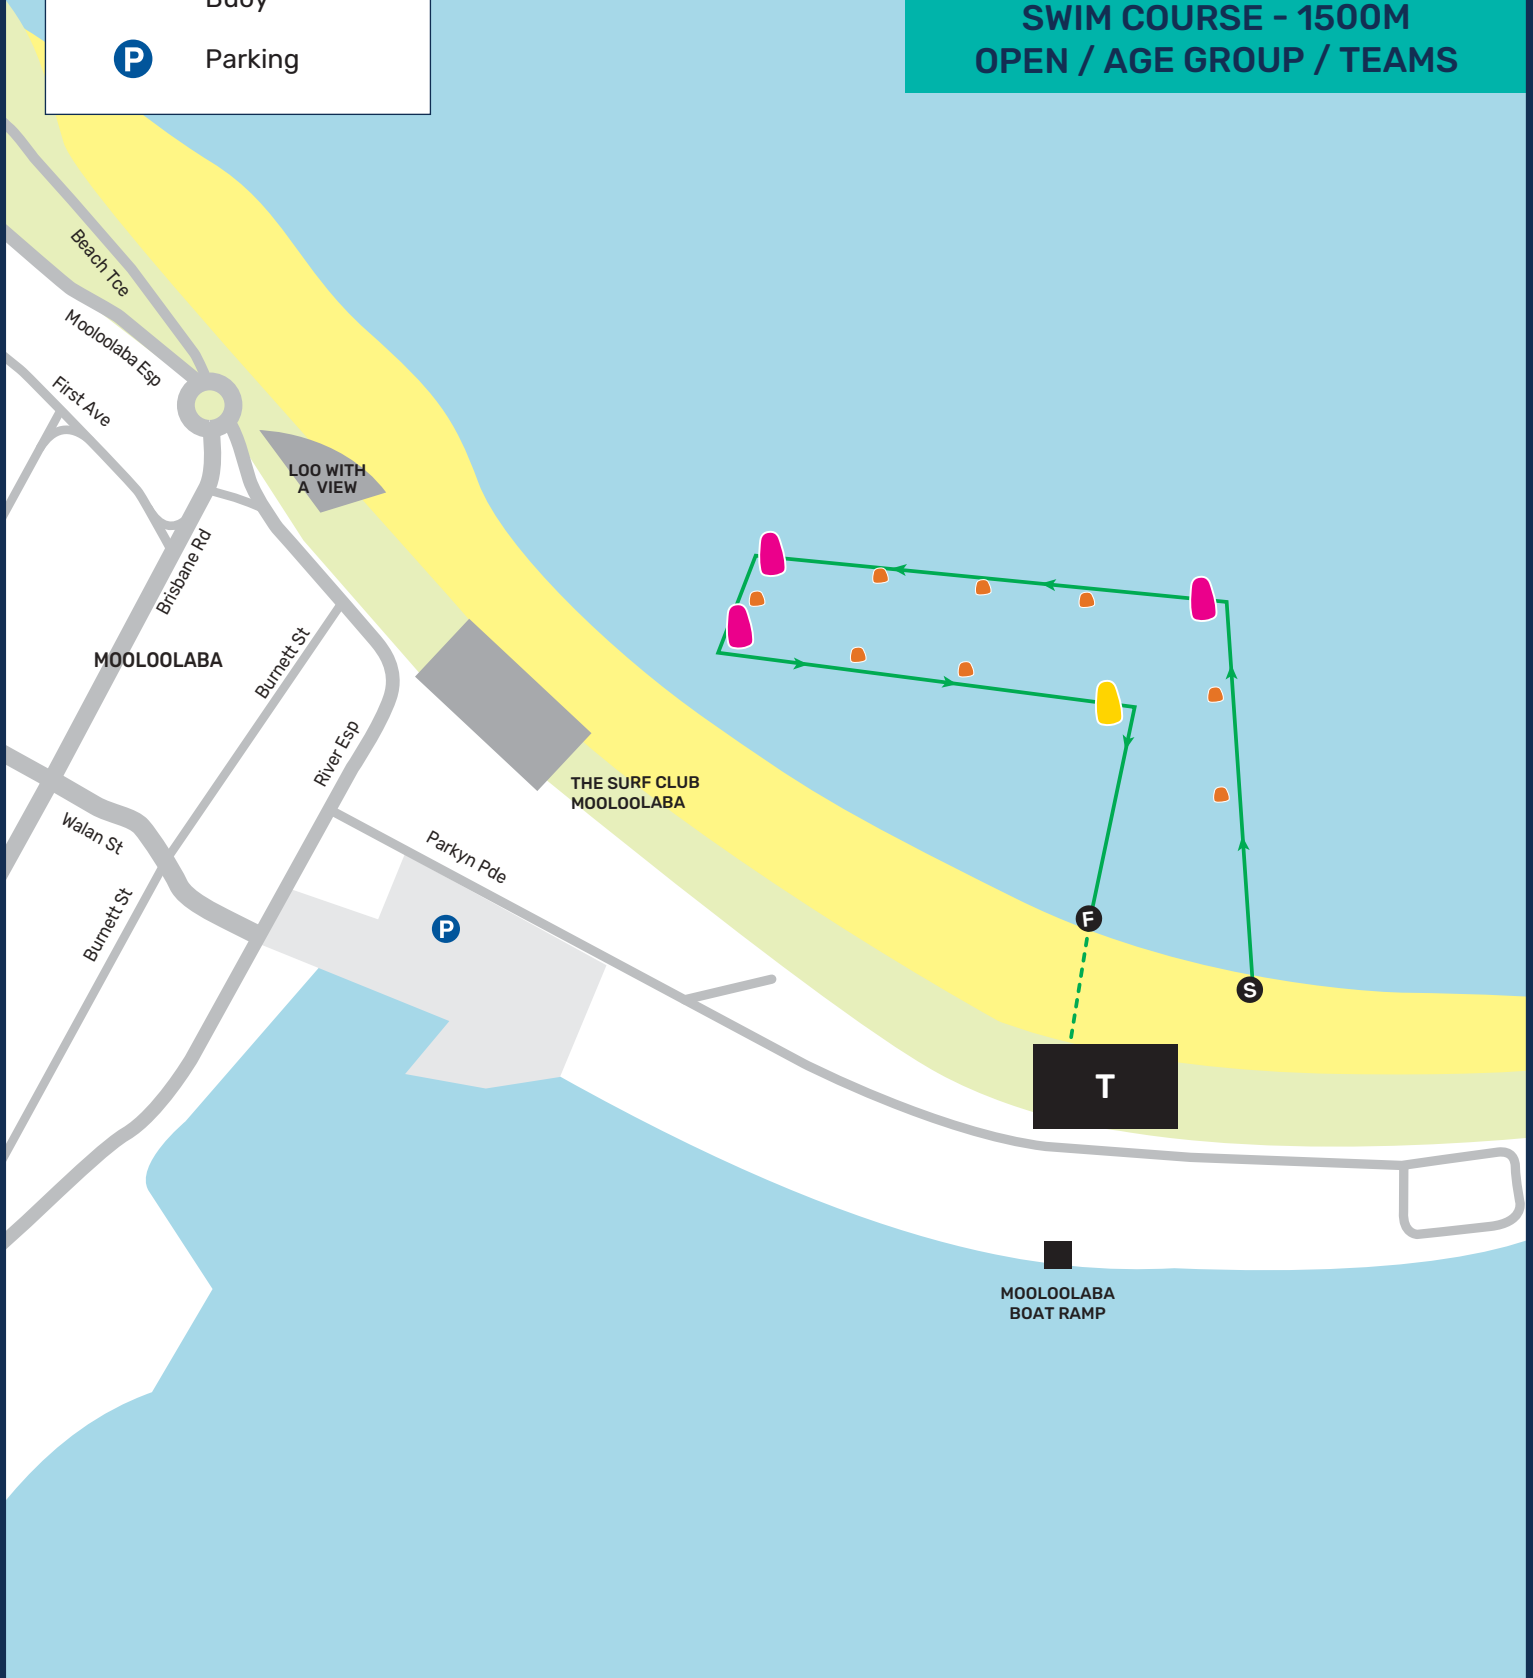 Buoy
P Parking
SWIM COURSE - 1500M
OPEN / AGE GROUP / TEAMS
Beach Tce
Mooloolaba Esp
First Ave
LOO WITH
A VIEW
Brisbane Rd
MOOLOOLABA
Burnett St
River Esp
THE SURF CLUB
MOOLOOLABA
Walan St
Parkyn Pde
Burnett St
P
F
S
T
MOOLOOLABA
BOAT RAMP